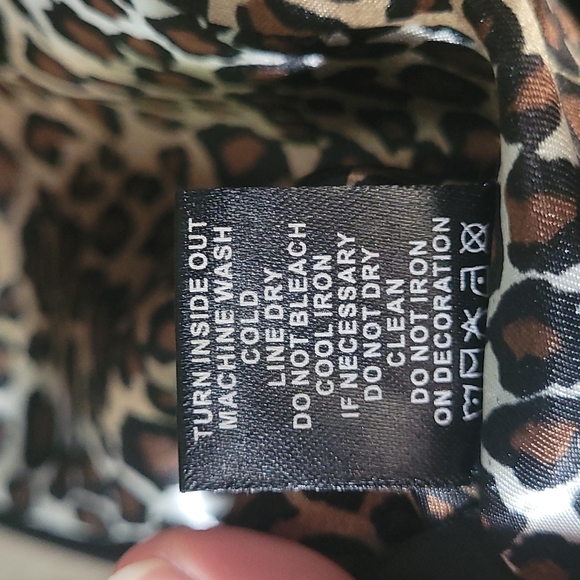 TURN INSIDE OUT
MACHINE WASH
COLD
LINE DRY
DO NOT BLEACH
COOL IRON
IF NECESSARY
DO NOT DRY
CLEAN
DO NOT IRON
ON DECORATION